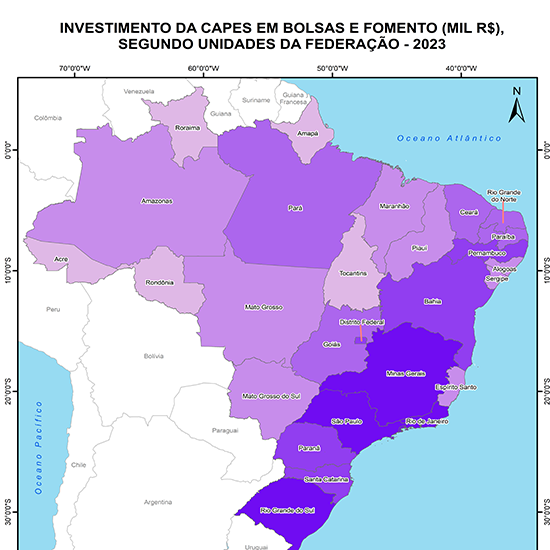 INVESTIMENTO DA CAPES EM BOLSAS E FOMENTO (MIL R$),
SEGUNDO UNIDADES DA FEDERAÇÃO - 2023
70°0'0"O
60°0'0"O
50°0'0"O
40°0'0"O
Venezuela
Suriname
Guiana
Francesa
Guiana
Colômbia
N
Roraima
Amapá
Oceano Atlântico
0°0'0"
0°0'0"
Amazonas
Pará
Maranhão
Ceará
Rio Grande
do Norte
Paraíba
Piauí
Pernambuco
Acre
Rondônia
Tocantins
Alogoas
Sergipe
10°0'0"S
10°0'0"S
Mato Grosso
Bahia
Peru
Distrito Federal
Goiás
Bolívia
Minas Gerais
Espírito Santo
20°0'0"S
20°0'0"S
Mato Grosso do Sul
São Paulo
Rio de Janeiro
Paraguai
Oceano Pacífico
Paraná
Chile
Santa Catarina
Argentina
Rio Grande do Sul
30°0'0"S
30°0'0"S
Uruguai